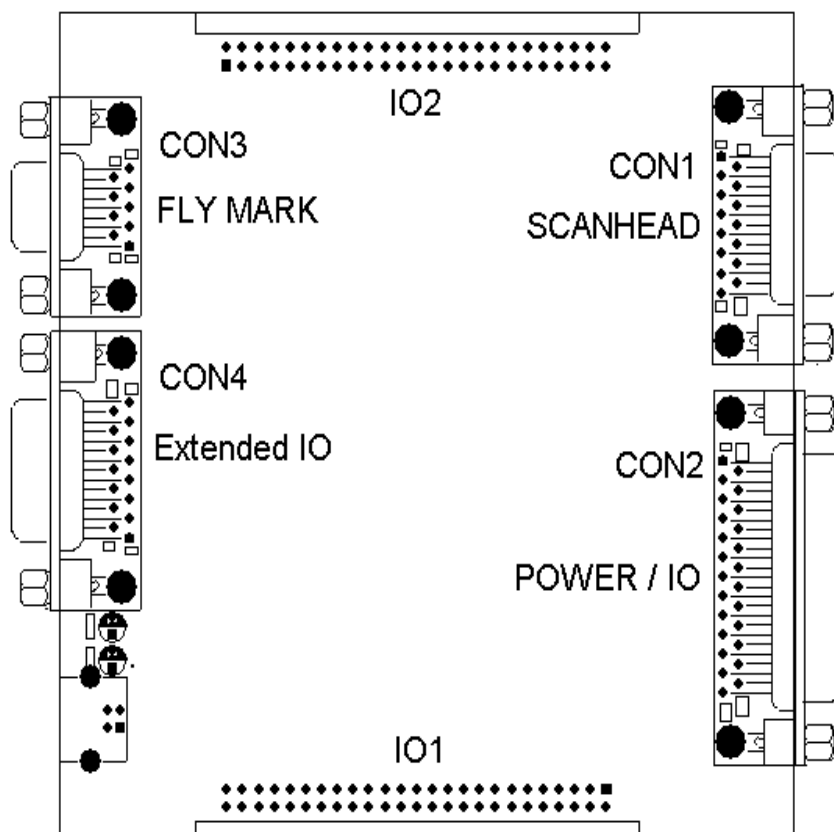 IO2
CON3
FLY MARK
CON1
SCANHEAD
CON4
Extended IO
CON2
POWER / IO
IO1